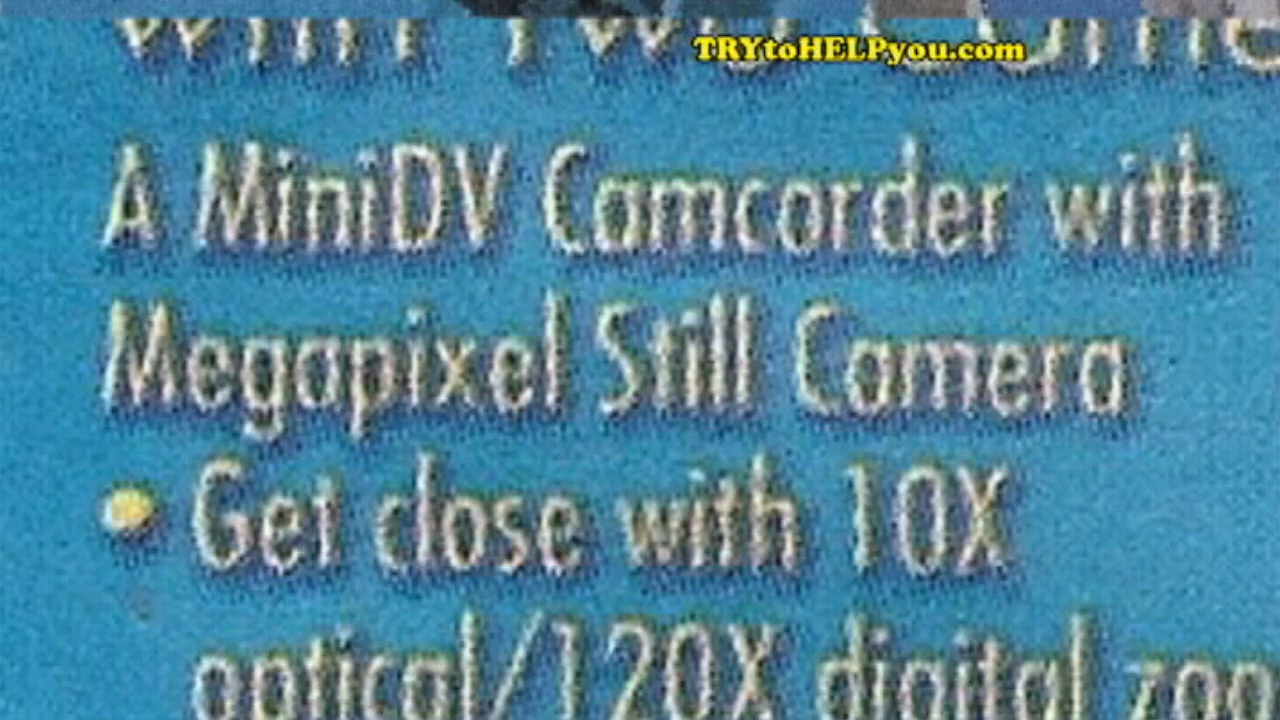 TRYtoHELPyou.com
A MiniDV Camcorder with
Megapixel Still Camera
• Get close with 10X
optical/120X digital